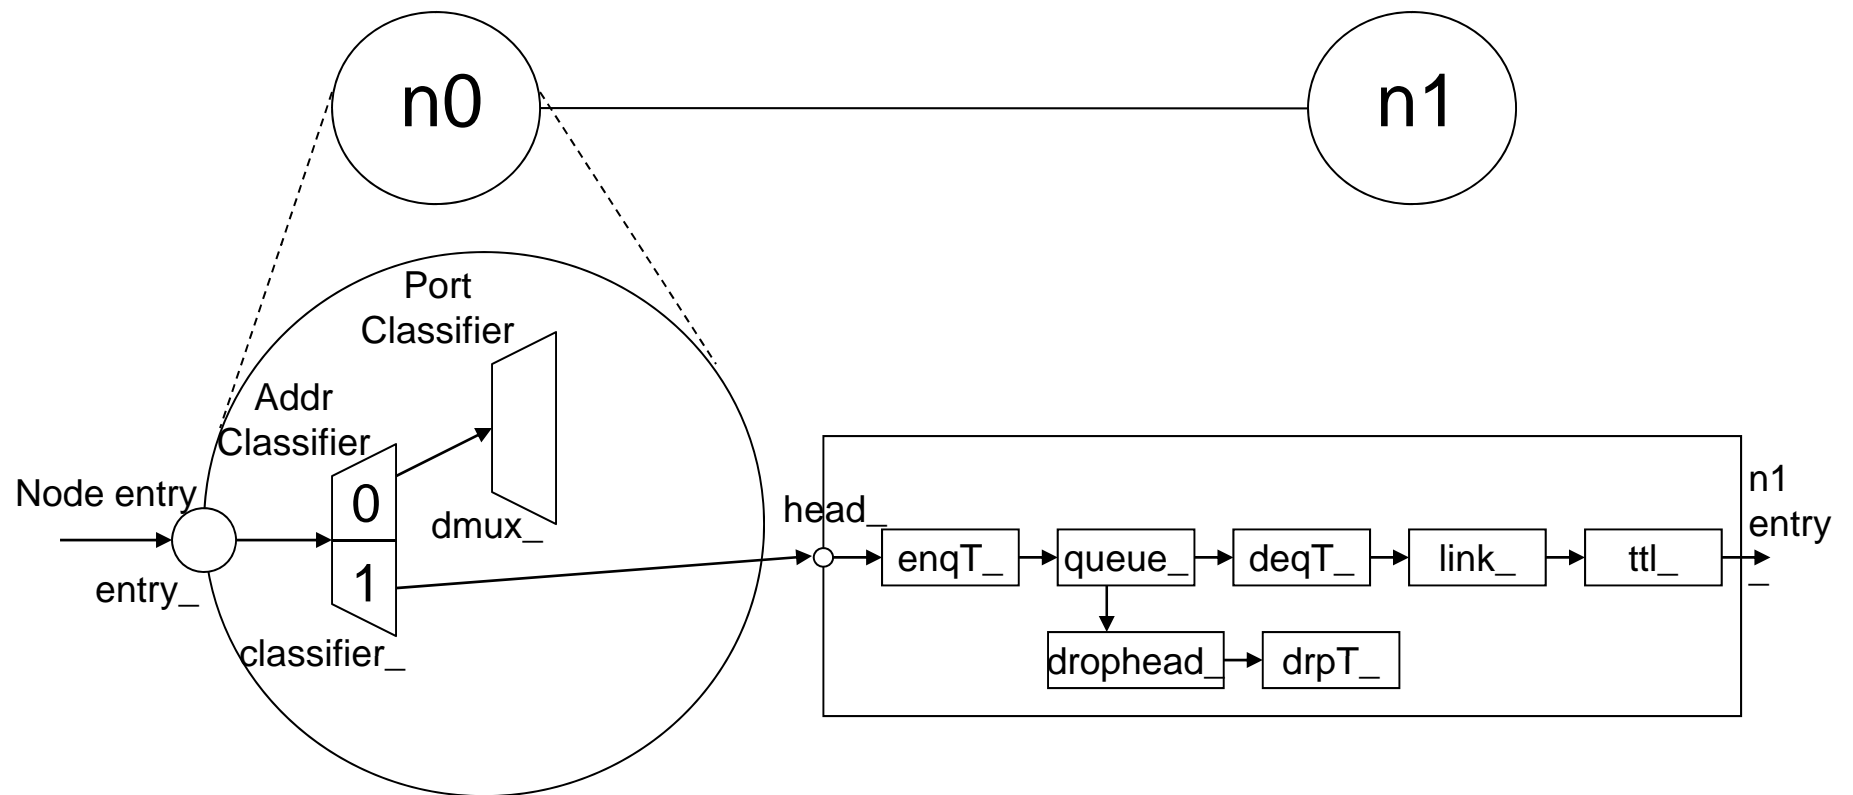 n0
n1
Port
Classifier
Addr
Classifier
0
1
dmux_
classifier_
Node entry
entry_
head_
enqT_
queue_
deqT_
link_
ttl_
drophead_
drpT_
n1
entry
_